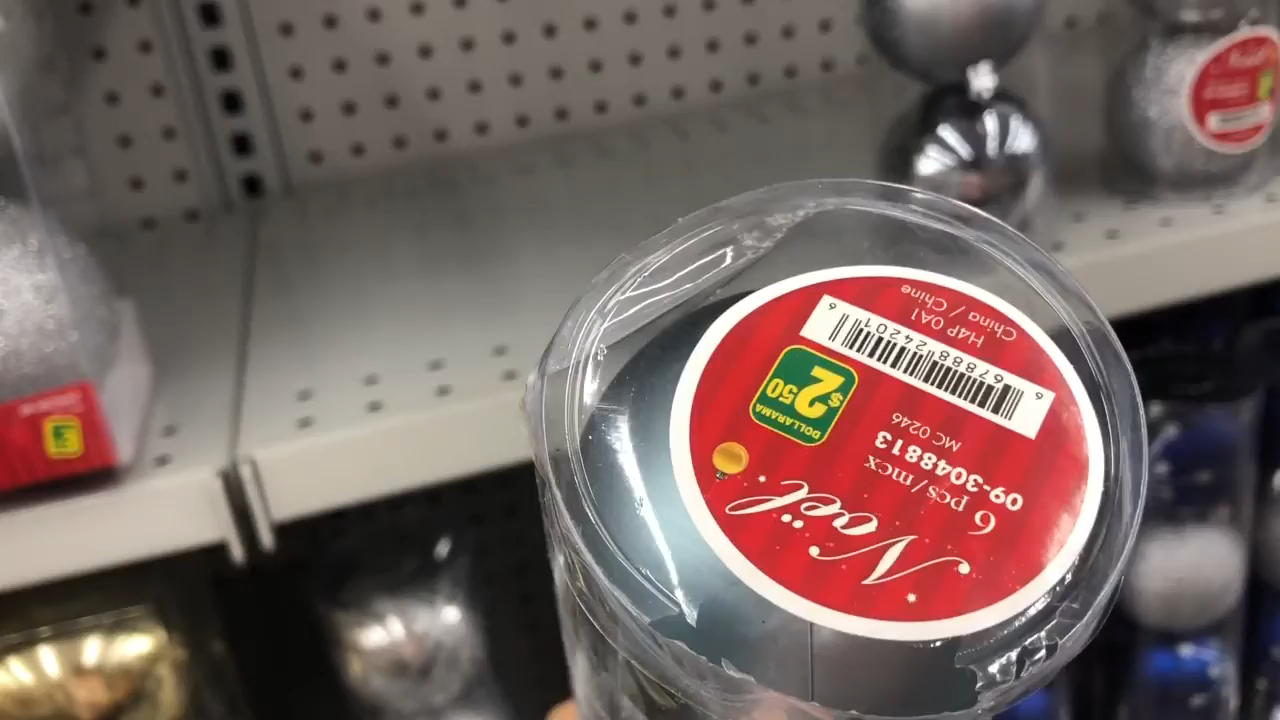 Noël
6 pcs/mcx
09-3048813
MC 0246
DOLLARAMA
$2.50
6 67888 24201 6
H4P 0A1
China / Chine